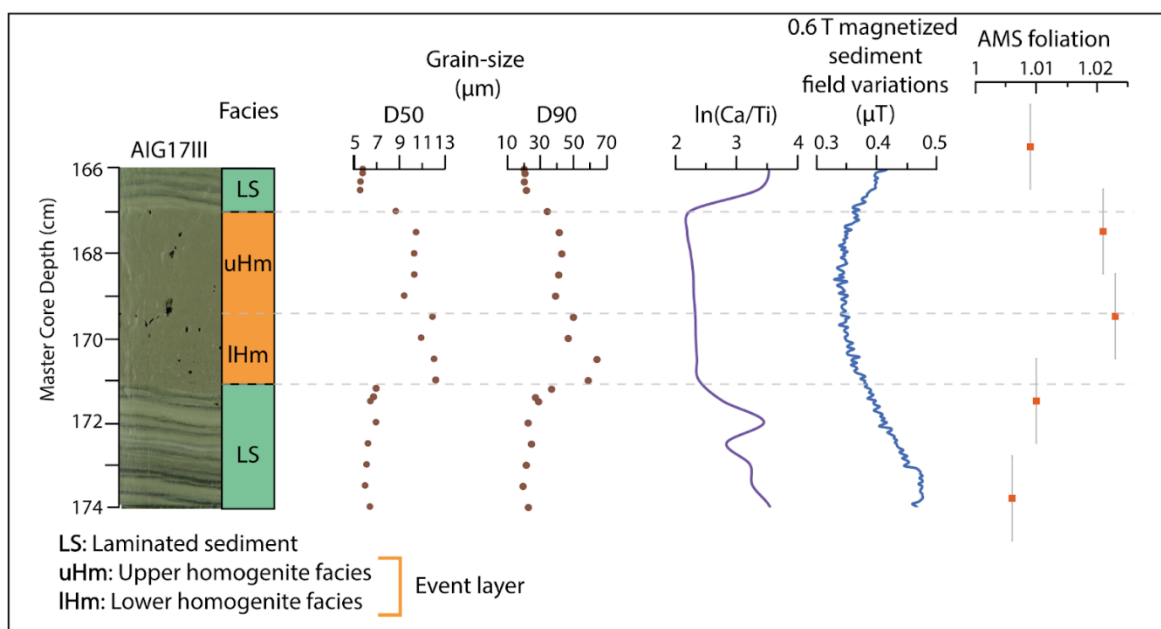 0.6 T magnetized
sediment
field variations
(µT)
AMS foliation
1 1.01 1.02
Grain-size
(µm)
Facies
D50
D90
ln(Ca/Ti)
AIG17III
5 7 9 11 13
10 30 50 70
2 3 4
0.3 0.4 0.5
Master Core Depth (cm)
166
168
170
172
174
LS
uHm
lHm
LS
LS: Laminated sediment
uHm: Upper homogenite facies
lHm: Lower homogenite facies
Event layer